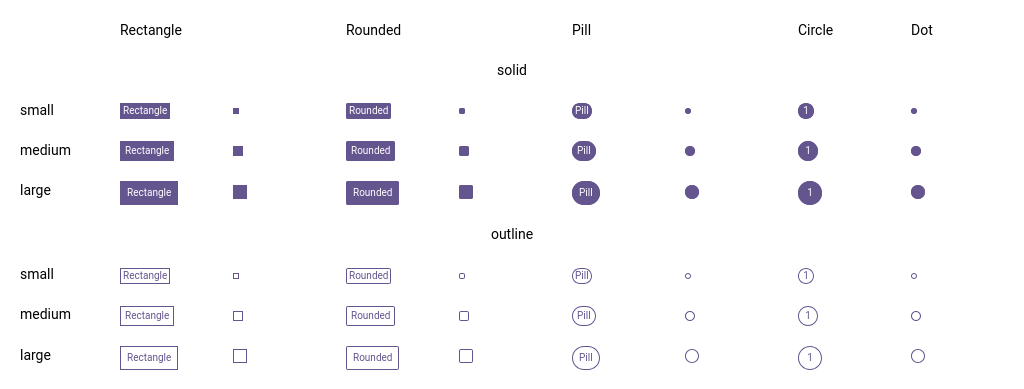 Rectangle Rounded Pill Circle Dot
solid
small Rectangle Rounded Pill 1
medium Rectangle Rounded Pill 1
large Rectangle Rounded Pill 1
outline
small Rectangle Rounded Pill 1
medium Rectangle Rounded Pill 1
large Rectangle Rounded Pill 1